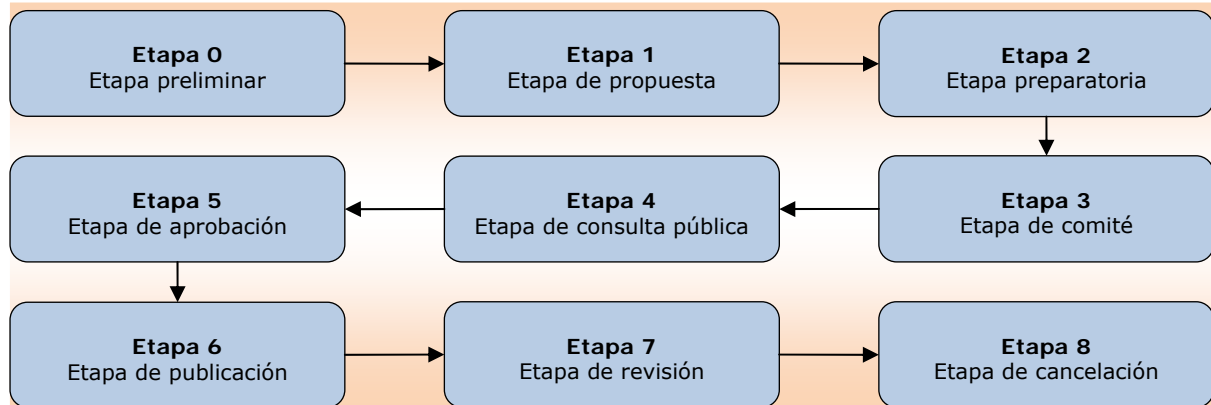 Etapa 0
Etapa preliminar
Etapa 1
Etapa de propuesta
Etapa 2
Etapa preparatoria
Etapa 3
Etapa de comité
Etapa 4
Etapa de consulta pública
Etapa 5
Etapa de aprobación
Etapa 6
Etapa de publicación
Etapa 7
Etapa de revisión
Etapa 8
Etapa de cancelación